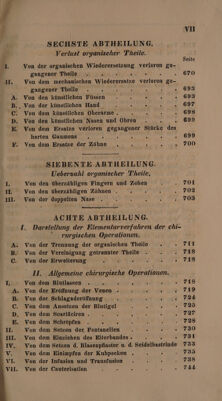 VII
SECHSTE ABTHEILUNG.
Verlust organischer Theile.
Seite
I. Von der organischen Wiederersetzung verloren ge-
gangener Theile . . . . . 670
II. Von dem mechanischen Wiederersatze verloren ge-
gangener Theile . . . . . 693
A. Von den künstlichen Füssen . . . . 693
B. Von der künstlichen Hand . . . . 697
C. Von dem künstlichen Oberarme . . . . 698
D. Von den künstlichen Nasen und Ohren . . 699
E. Von dem Ersatze verloren gegangener Stücke des
harten Gaumens . . . . . 699
F. Von dem Ersatze der Zähne . . . . 700
SIEBENTE ABTHEILUNG.
Ueberzahl organischer Theile.
I. Von den überzähligen Fingern und Zehen . . 701
II. Von den überzähligen Zähnen . . . 702
III. Von der doppelten Nase . . . . 703
ACHTE ABTHEILUNG.
I. Darstellung der Elementarverfahren der chi-
rurgischen Operationen.
A. Von der Trennung der organischen Theile . 711
B. Von der Vereinigung getrennter Theile . . 718
C. Von der Erweiterung . . . . 718
II. Allgemeine chirurgische Operationen.
I. Von dem Blutlassen . . . . . 719
A. Von der Eröffnung der Venen . . . . 719
B. Von der Schlagaderöffnung . . . . 724
C. Von dem Ansetzen der Blutigel . . . 725
D. Von dem Scarificiren . . . . . 727
E. Von dem Schröpfen . . . . . 728
II. Von dem Setzen der Fontanellen . . . 730
III. Von dem Einziehen des Eiterbandes . . . 731
IV. Von dem Setzen d. Blasenpflaster u. d. Seidelbastrinde 733
V. Von dem Einimpfen der Kuhpocken . . . 735
VI. Von der Infusion und Transfusion . . . 738
VII. Von der Cauterisation . . . . 744